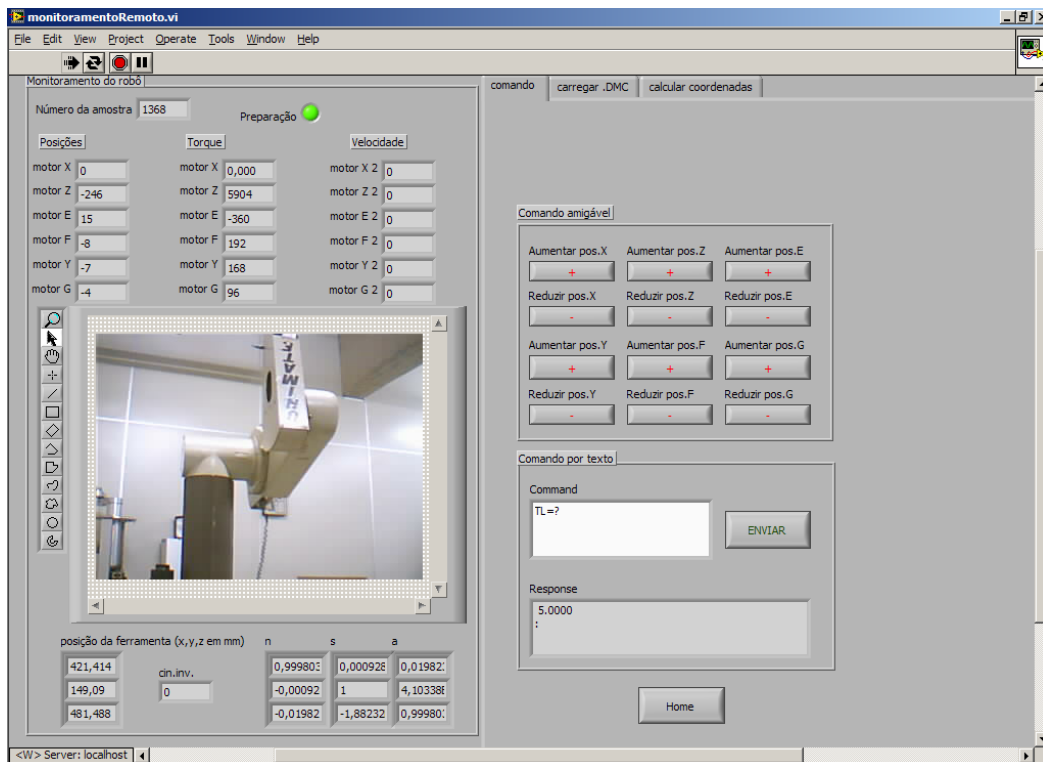 monitoramentoRemoto.vi
File Edit View Project Operate Tools Window Help
Monitoramento do robô
Número da amostra 1368
Preparação
Posições Torque Velocidade
motor X 0 motor X 0,000 motor X 2 0
motor Z -246 motor Z 5904 motor Z 2 0
motor E 15 motor E -360 motor E 2 0
motor F -8 motor F 192 motor F 2 0
motor Y -7 motor Y 168 motor Y 2 0
motor G -4 motor G 96 motor G 2 0
UNIMATE
posição da ferramenta (x,y,z em mm) n s a
421,414 0,999803 0,000928 0,01982
149,09 cin.inv. 0 -0,00092 1 4,10338
481,488 -0,01982 -1,88232 0,99980
<W> Server: localhost
comando carregar .DMC calcular coordenadas
Comando amigável
Aumentar pos.X Aumentar pos.Z Aumentar pos.E
+ + +
Reduzir pos.X Reduzir pos.Z Reduzir pos.E
- - -
Aumentar pos.Y Aumentar pos.F Aumentar pos.G
+ + +
Reduzir pos.Y Reduzir pos.F Reduzir pos.G
- - -
Comando por texto
Command
TL=?
ENVIAR
Response
5.0000
:
Home